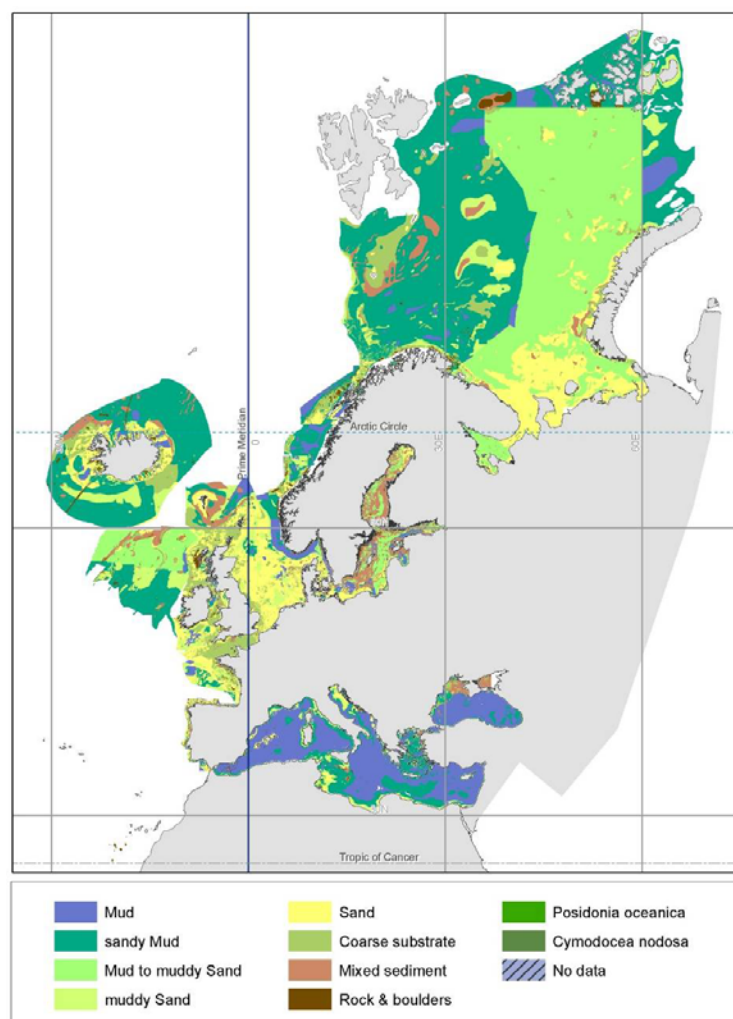 Prime Meridian
0
Arctic Circle
30E
60E
Tropic of Cancer
Mud
sandy Mud
Mud to muddy Sand
muddy Sand
Sand
Coarse substrate
Mixed sediment
Rock & boulders
Posidonia oceanica
Cymodocea nodosa
No data